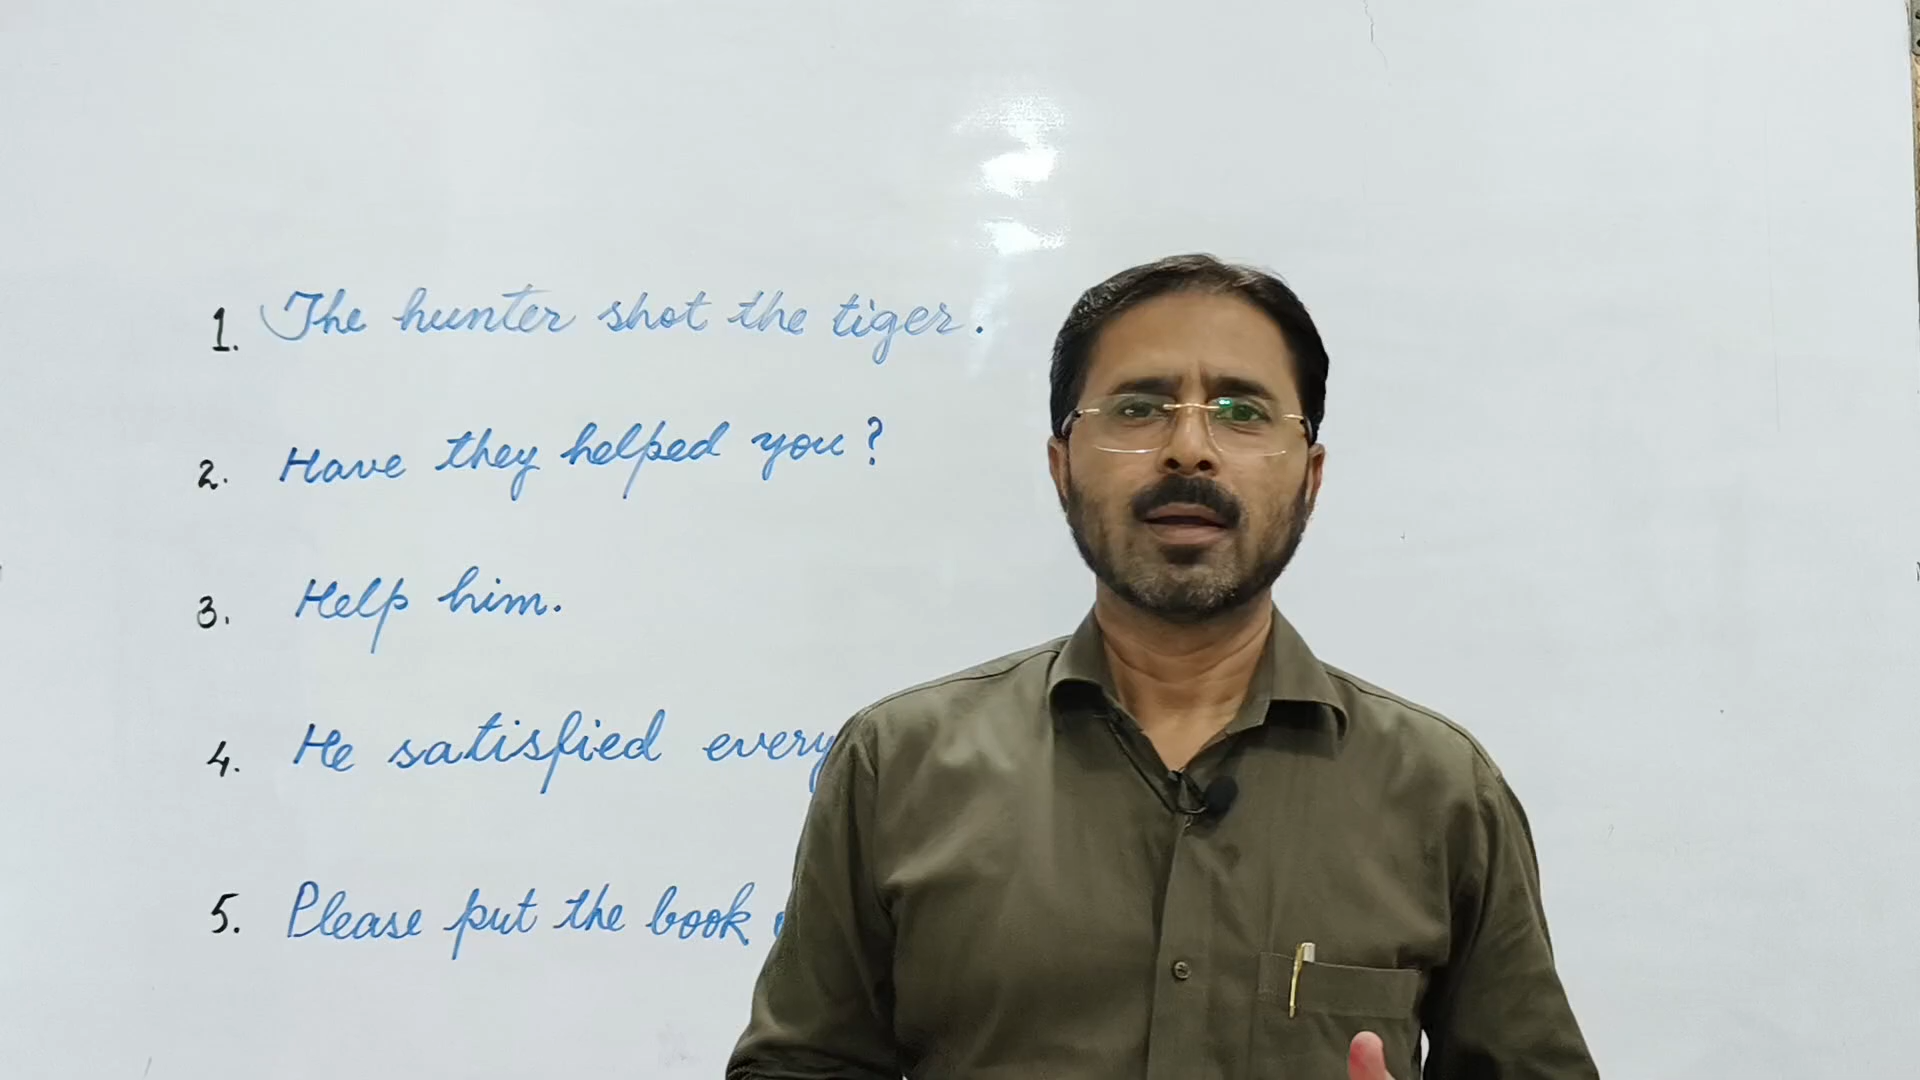 1. The hunter shot the tiger.
2. Have they helped you?
3. Help him.
4. He satisfied every
5. Please put the book